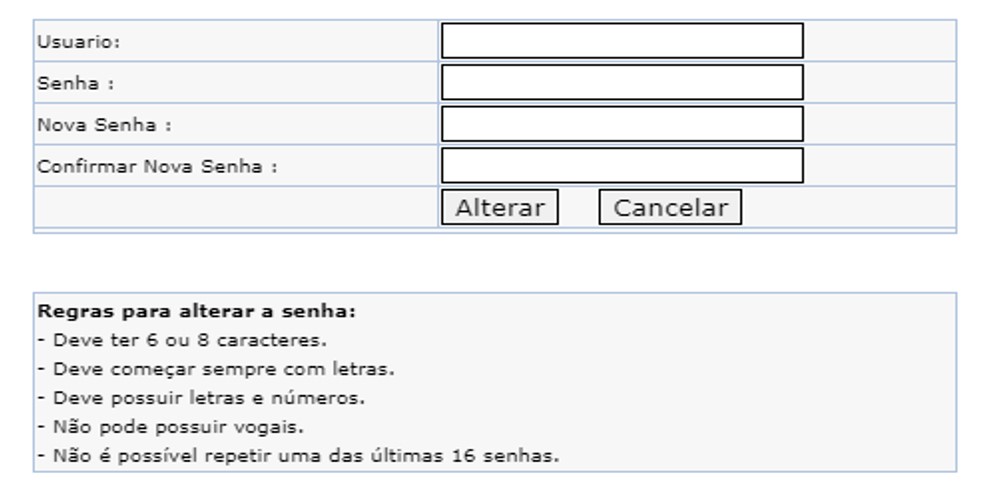 Usuario:
Senha :
Nova Senha :
Confirmar Nova Senha :
Alterar Cancelar
Regras para alterar a senha:
- Deve ter 6 ou 8 caracteres.
- Deve começar sempre com letras.
- Deve possuir letras e números.
- Não pode possuir vogais.
- Não é possível repetir uma das últimas 16 senhas.